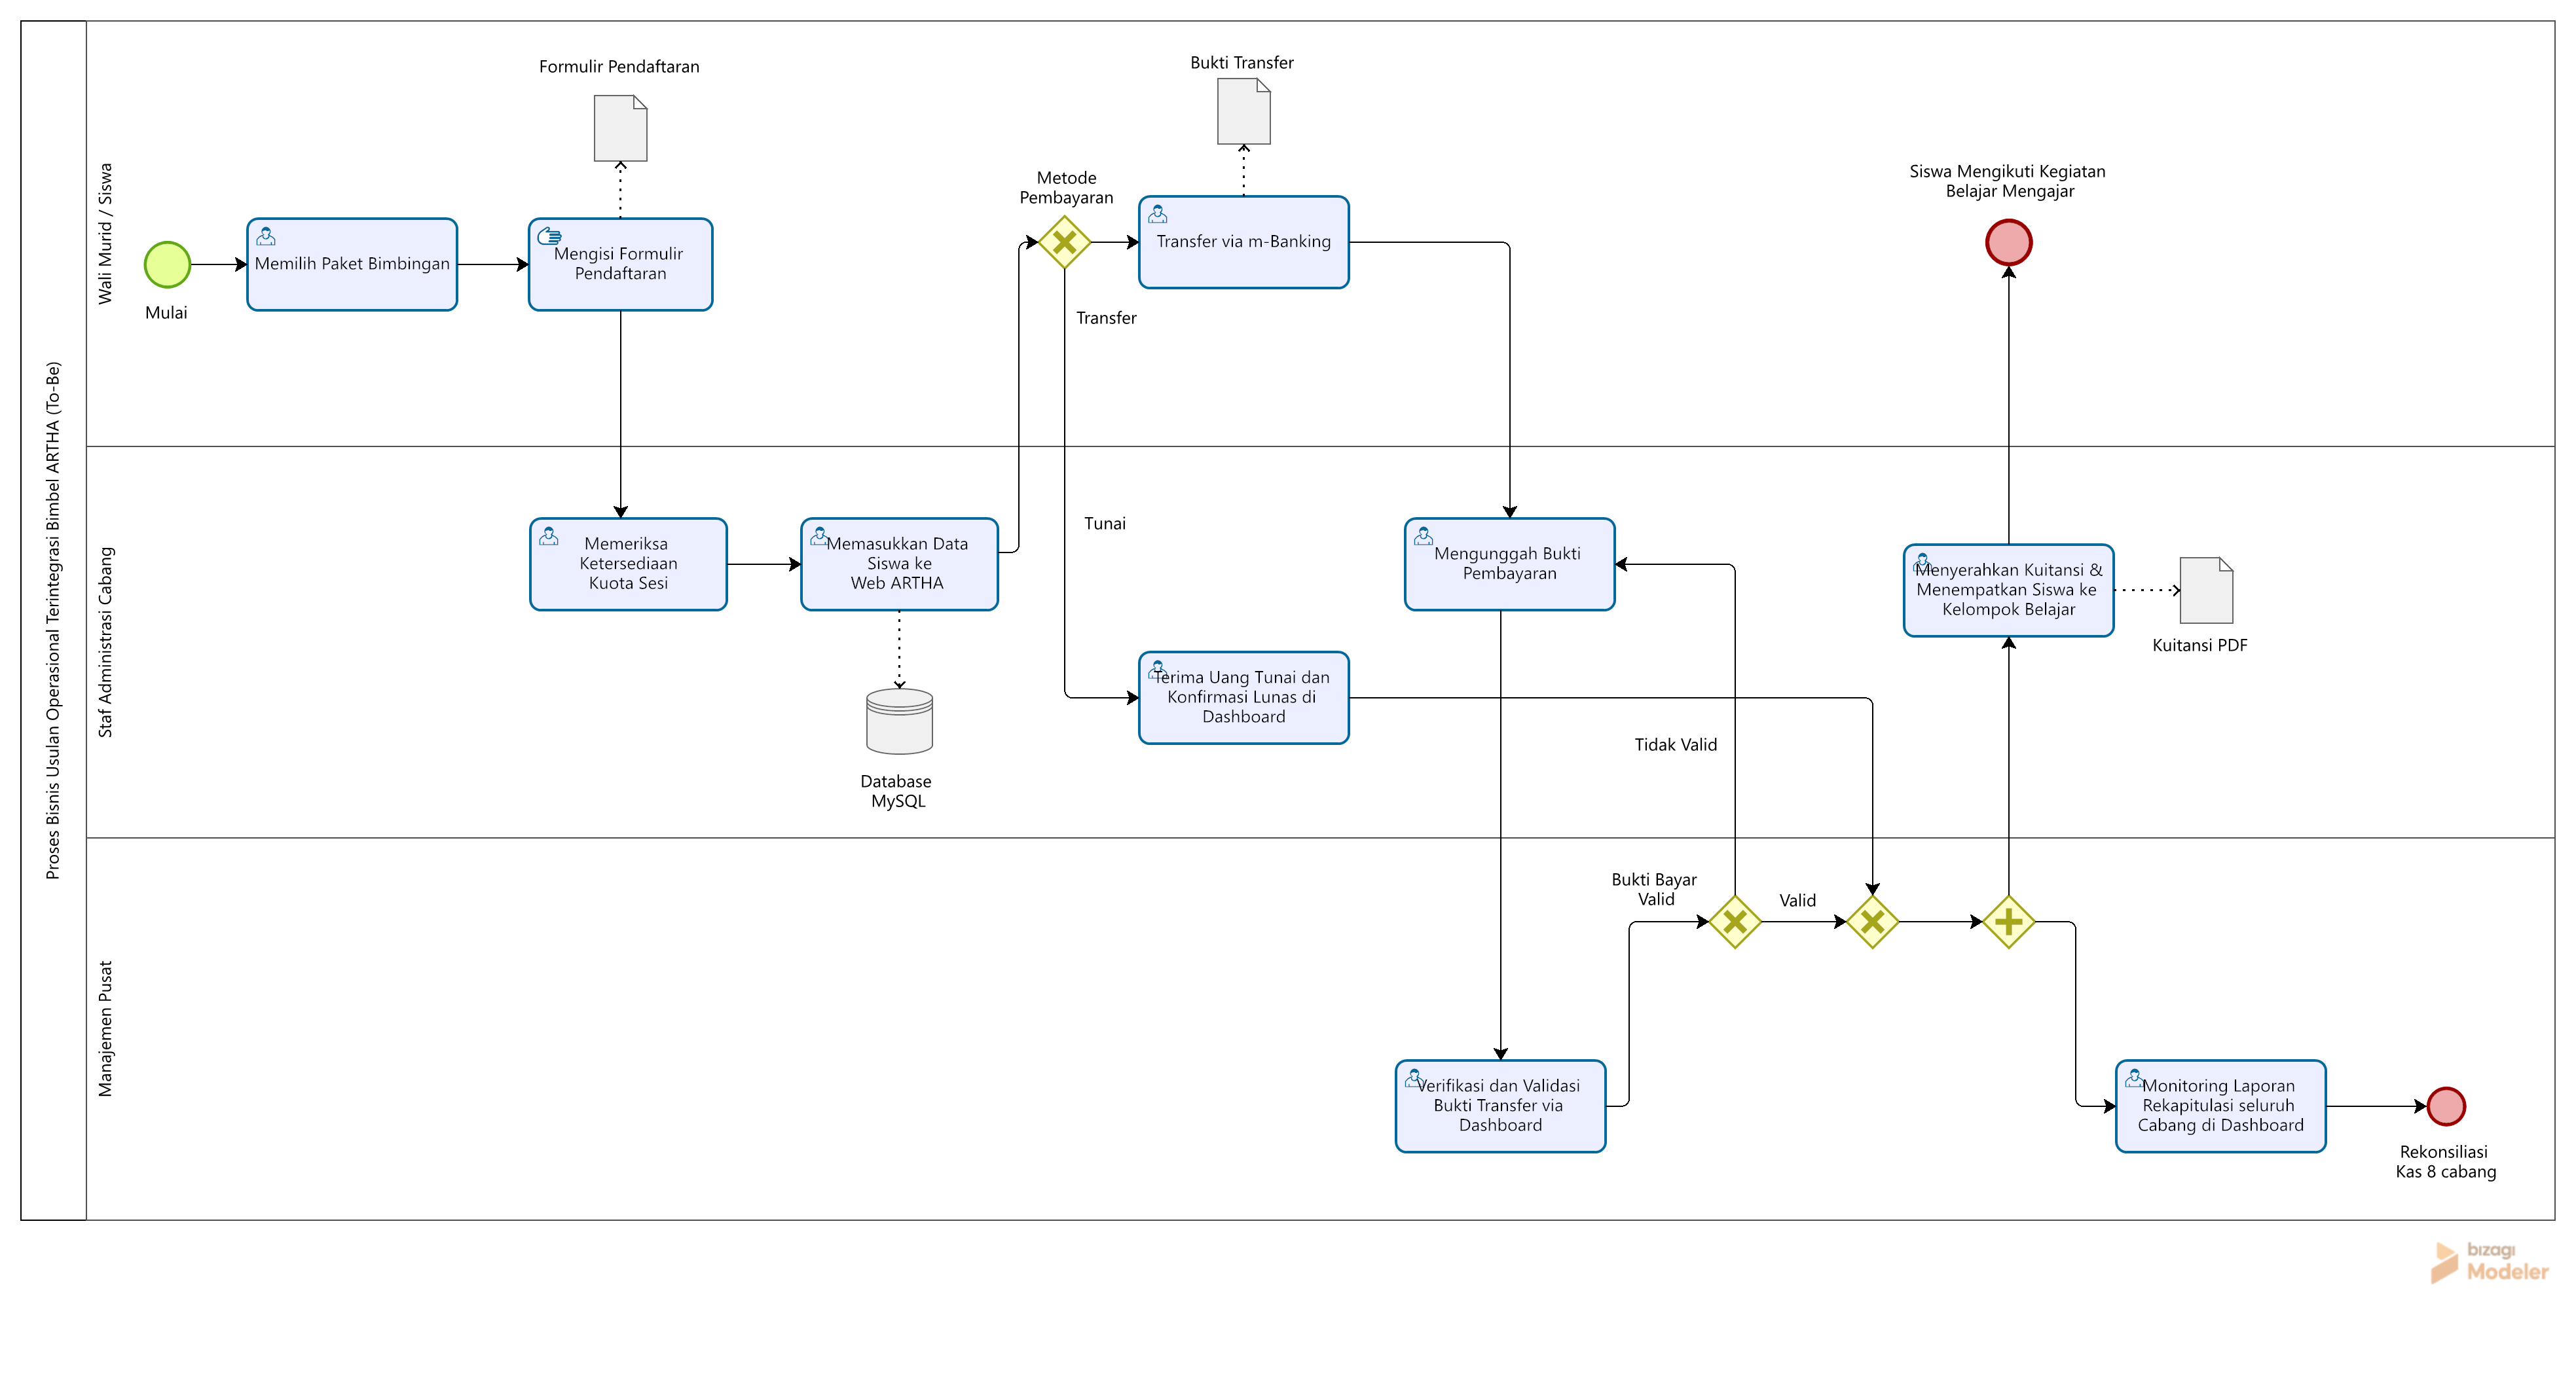 Proses Bisnis Usulan Operasional Terintegrasi Bimbel ARTHA (To-Be)
Wali Murid / Siswa
Mulai
Memilih Paket Bimbingan
Formulir Pendaftaran
Mengisi Formulir
Pendaftaran
Metode
Pembayaran
Transfer
Bukti Transfer
Transfer via m-Banking
Siswa Mengikuti Kegiatan
Belajar Mengajar
Staf Administrasi Cabang
Memeriksa
Ketersediaan
Kuota Sesi
Memasukkan Data
Siswa ke
Web ARTHA
Database
MySQL
Tunai
Terima Uang Tunai dan
Konfirmasi Lunas di
Dashboard
Mengunggah Bukti
Pembayaran
Tidak Valid
Menyerahkan Kuitansi &
Menempatkan Siswa ke
Kelompok Belajar
Kuitansi PDF
Manajemen Pusat
Verifikasi dan Validasi
Bukti Transfer via
Dashboard
Bukti Bayar
Valid
Valid
Monitoring Laporan
Rekapitulasi seluruh
Cabang di Dashboard
Rekonsiliasi
Kas 8 cabang
bizagi
Modeler